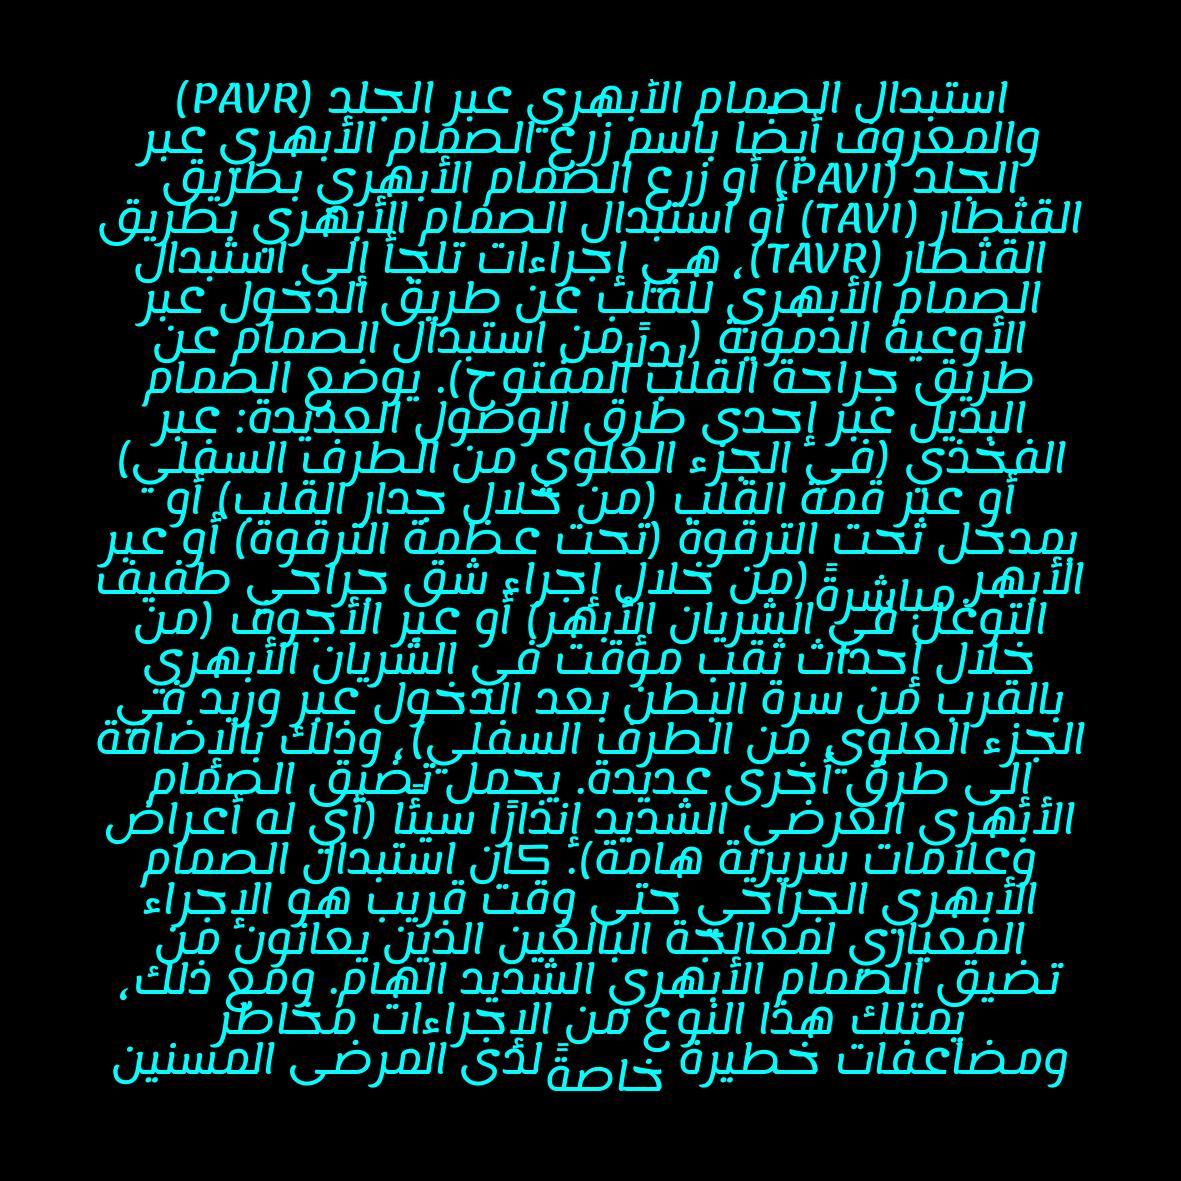 استبدال الصمام الأبهري عبر الجلد (PAVR)
والمعروف أيضًا باسم زرع الصمام الأبهري عبر
الجلد (PAVI) أو زرع الصمام الأبهري بطريق
القثطار (TAVI) أو استبدال الصمام الأبهري بطريق
القثطار (TAVR)، هي إجراءات تلجأ إلى استبدال
الصمام الأبهري للقلب عن طريق الدخول عبر
الأوعية الدموية (بدلًا من استبدال الصمام عن
طريق جراحة القلب المفتوح). يوضع الصمام
البديل عبر إحدى طرق الوصول العديدة: عبر
الفخذي (في الجزء العلوي من الطرف السفلي)
أو عبر قمة القلب (من خلال جدار القلب) أو
بمدخل تحت الترقوة (تحت عظمة الترقوة) أو عبر
الأبهر مباشرةً (من خلال إجراء شق جراحي طفيف
التوغل في الشريان الأبهر) أو عبر الأجوف (من
خلال إحداث ثقب مؤقت في الشريان الأبهري
بالقرب من سرة البطن بعد الدخول عبر وريد في
الجزء العلوي من الطرف السفلي)، وذلك بالإضافة
إلى طرق أخرى عديدة. يحمل تضيق الصمام
الأبهري العرضي الشديد إنذارًا سيئًا (أي له أعراض
وعلامات سريرية هامة). كان استبدال الصمام
الأبهري الجراحي حتى وقت قريب هو الإجراء
المعياري لمعالجة البالغين الذين يعانون من
تضيق الصمام الأبهري الشديد الهام. ومع ذلك،
يمتلك هذا النوع من الإجراءات مخاطر
ومضاعفات خطيرة خاصةً لدى المرضى المسنين